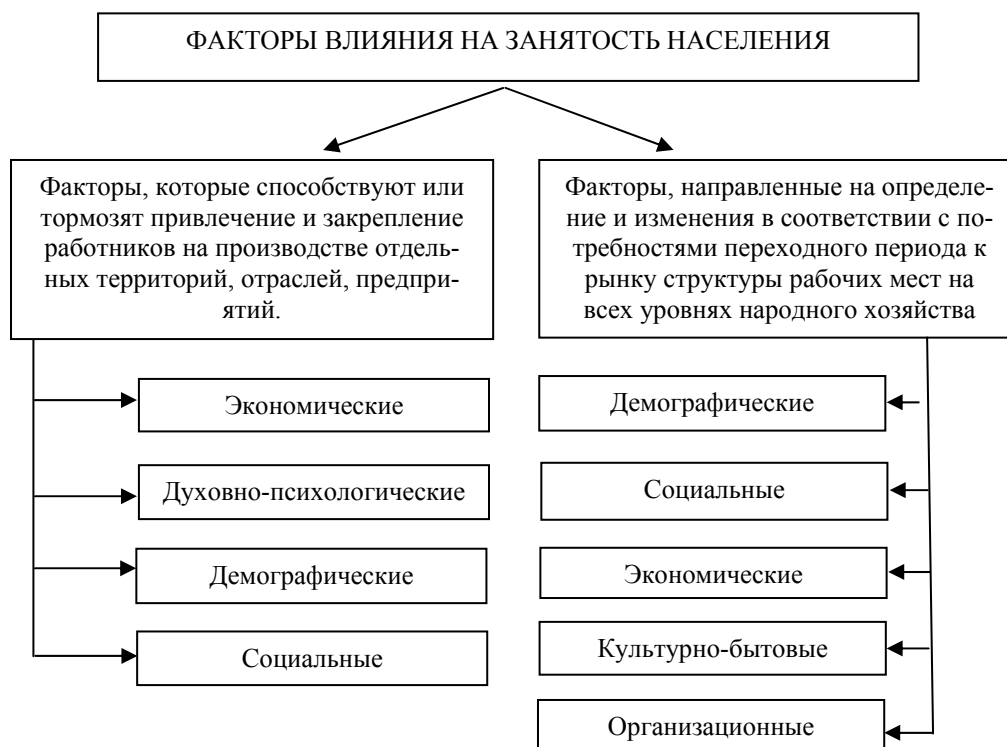 ФАКТОРЫ ВЛИЯНИЯ НА ЗАНЯТОСТЬ НАСЕЛЕНИЯ
Факторы, которые способствуют или
тормозят привлечение и закрепление
работников на производстве отдель-
ных территорий, отраслей, предпри-
ятий.
Экономические
Духовно-психологические
Демографические
Социальные
Факторы, направленные на определе-
ние и изменения в соответствии с по-
требностями переходного периода к
рынку структуры рабочих мест на
всех уровнях народного хозяйства
Демографические
Социальные
Экономические
Культурно-бытовые
Организационные